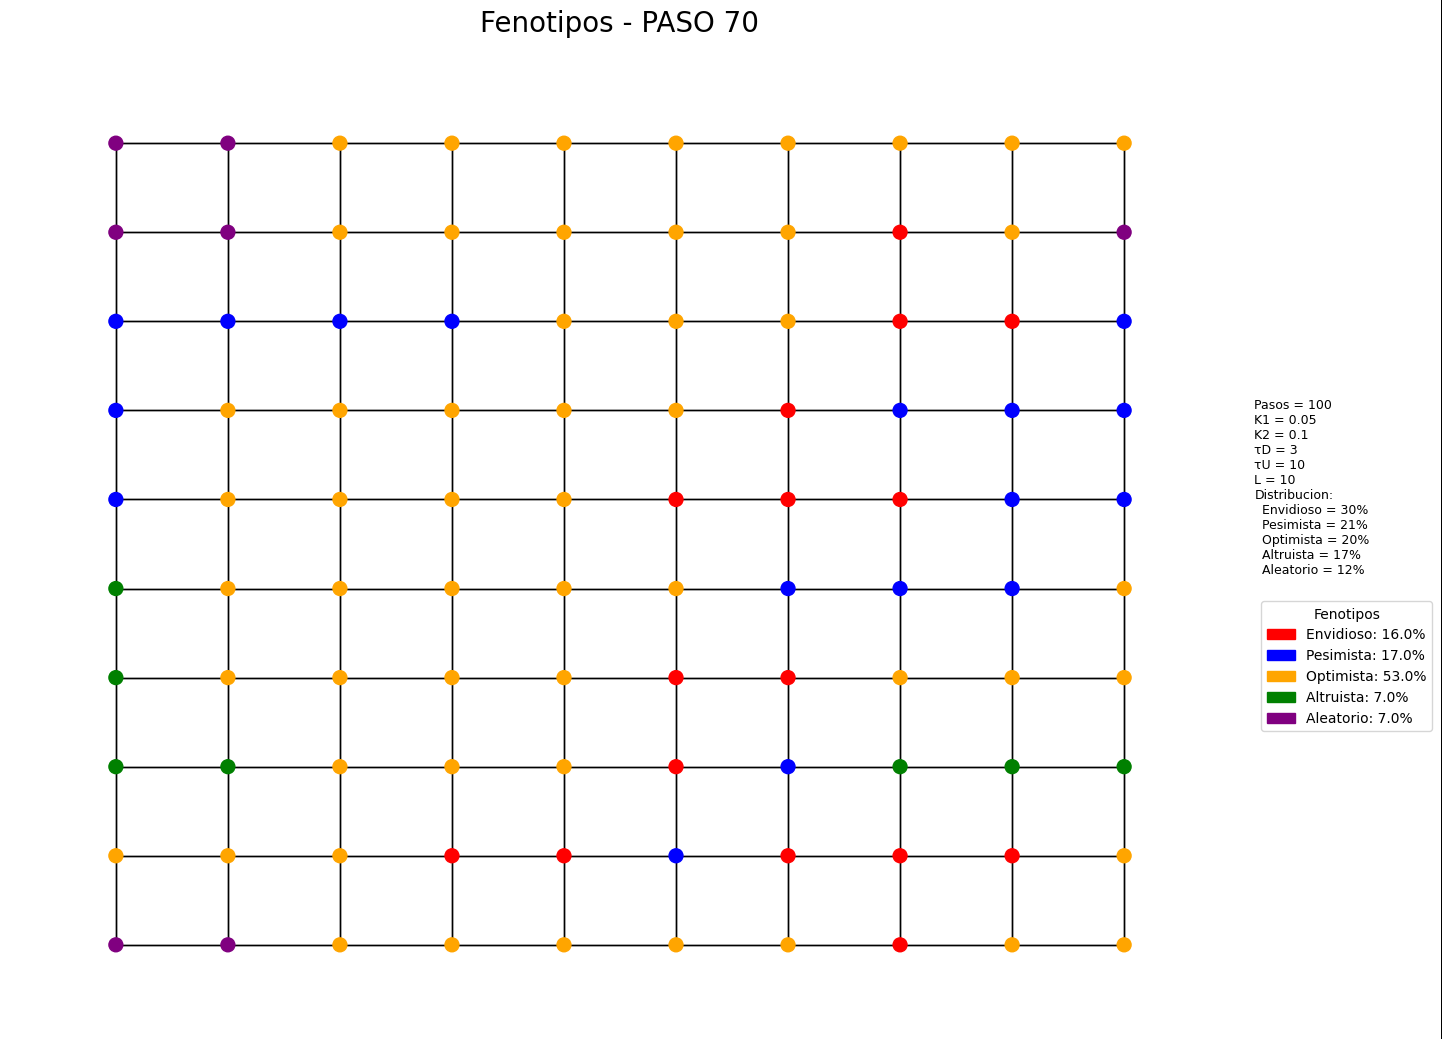 Fenotipos - PASO 70
Pasos = 100
K1 = 0.05
K2 = 0.1
τD = 3
τU = 10
L = 10
Distribucion:
Envidioso = 30%
Pesimista = 21%
Optimista = 20%
Altruista = 17%
Aleatorio = 12%
Fenotipos
Envidioso: 16.0%
Pesimista: 17.0%
Optimista: 53.0%
Altruista: 7.0%
Aleatorio: 7.0%